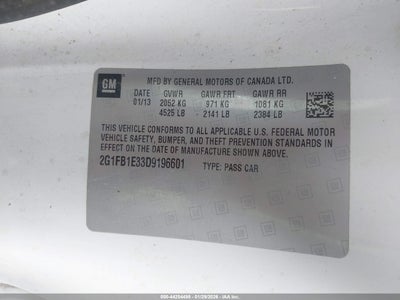 GM
MFD BY GENERAL MOTORS OF CANADA LTD.
DATE GVWR GAWR FRT GAWR RR
01/13 2052 KG 971 KG 1081 KG
4525 LB 2141 LB 2384 LB
THIS VEHICLE CONFORMS TO ALL APPLICABLE U.S. FEDERAL MOTOR
VEHICLE SAFETY, BUMPER, AND THEFT PREVENTION STANDARDS
IN EFFECT ON THE DATE OF MANUFACTURE SHOWN ABOVE.
2G1FB1E33D9196601 TYPE: PASS CAR